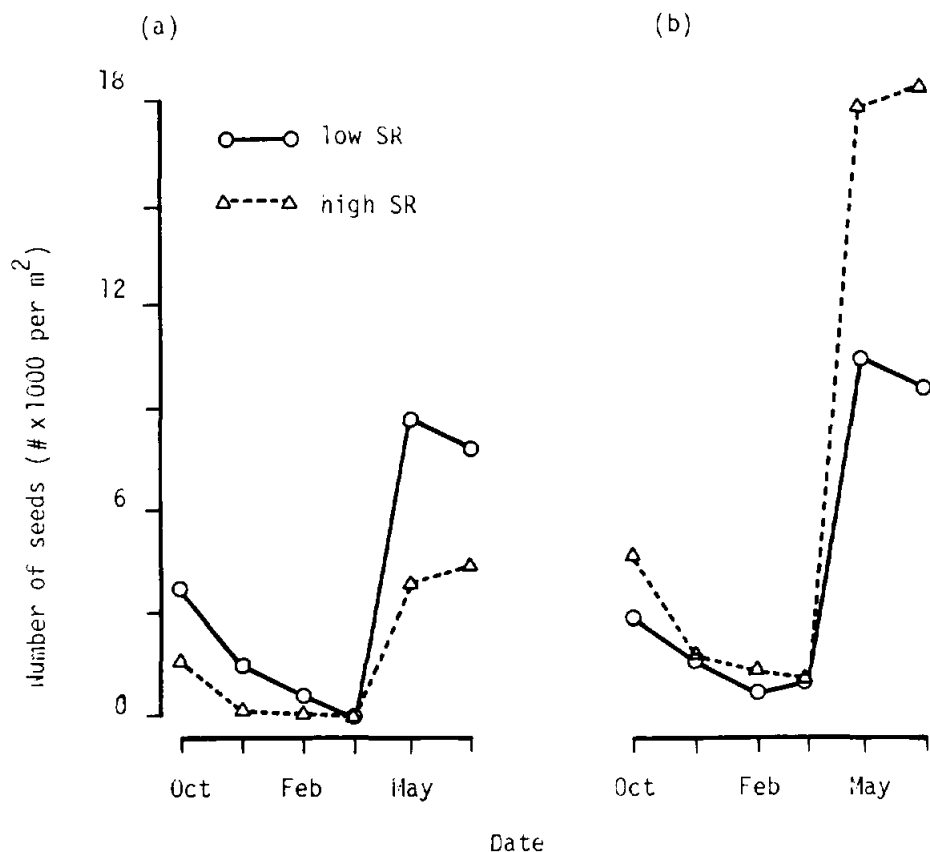 (a)
(b)
18
12
6
0
low SR
high SR
Number of seeds (# x1000 per m²)
Oct Feb May
Oct Feb May
Date